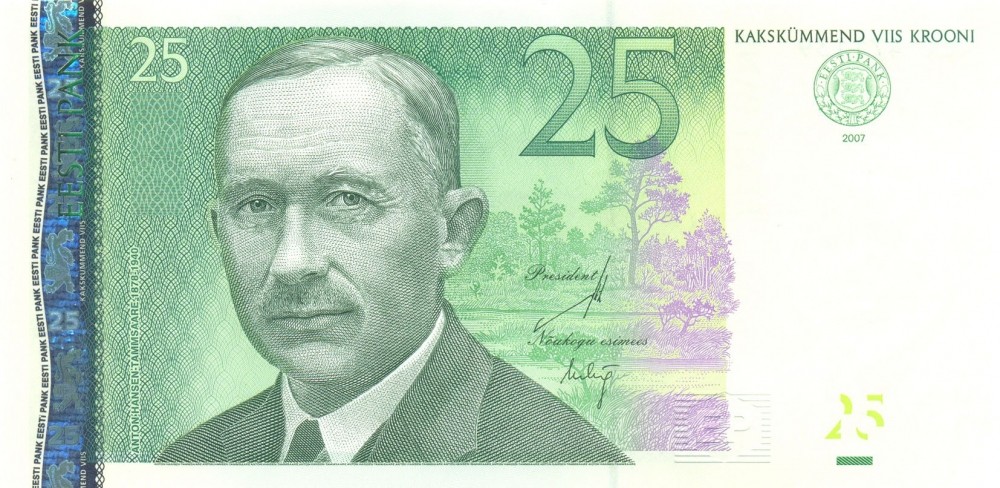 EESTI PANK EESTI PANK EESTI PANK EESTI PANK EESTI PANK EESTI PANK
EESTI PANK
KAKSKÜMMEND VIIS
25
ANTON·HANSEN·TAMMSAARE·1878·1940
25
KAKSKÜMMEND VIIS KROONI
EESTI·PANK
2007
President
Nõukogu esimees
EP
25